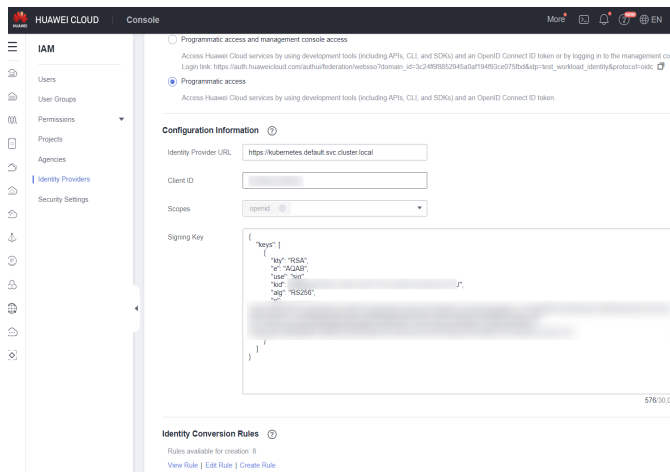 HUAWEI
HUAWEI CLOUD
Console
More
NEW
EN
IAM
Users
User Groups
Permissions
Projects
Agencies
Identity Providers
Security Settings
Programmatic access and management console access
Access Huawei Cloud services by using development tools (including APIs, CLI, and SDKs) and an OpenID Connect ID token or by logging in to the management co
Login link: https://auth.huaweicloud.com/authui/federation/websso?domain_id=
&idp=test_workload_identity&protocol=oidc
Programmatic access
Access Huawei Cloud services by using development tools (including APIs, CLI, and SDKs) and an OpenID Connect ID token.
Configuration Information
Identity Provider URL
https://kubernetes.default.svc.cluster.local
Client ID
Scopes
openid
Signing Key
{
"keys": [
{
"kty": "RSA",
"e": "AQAB",
"use": "sig"
"kid":
J",
"alg": "RS256",
"n":
}
]
}
576/30,0
Identity Conversion Rules
Rules available for creation: 8
View Rule | Edit Rule | Create Rule